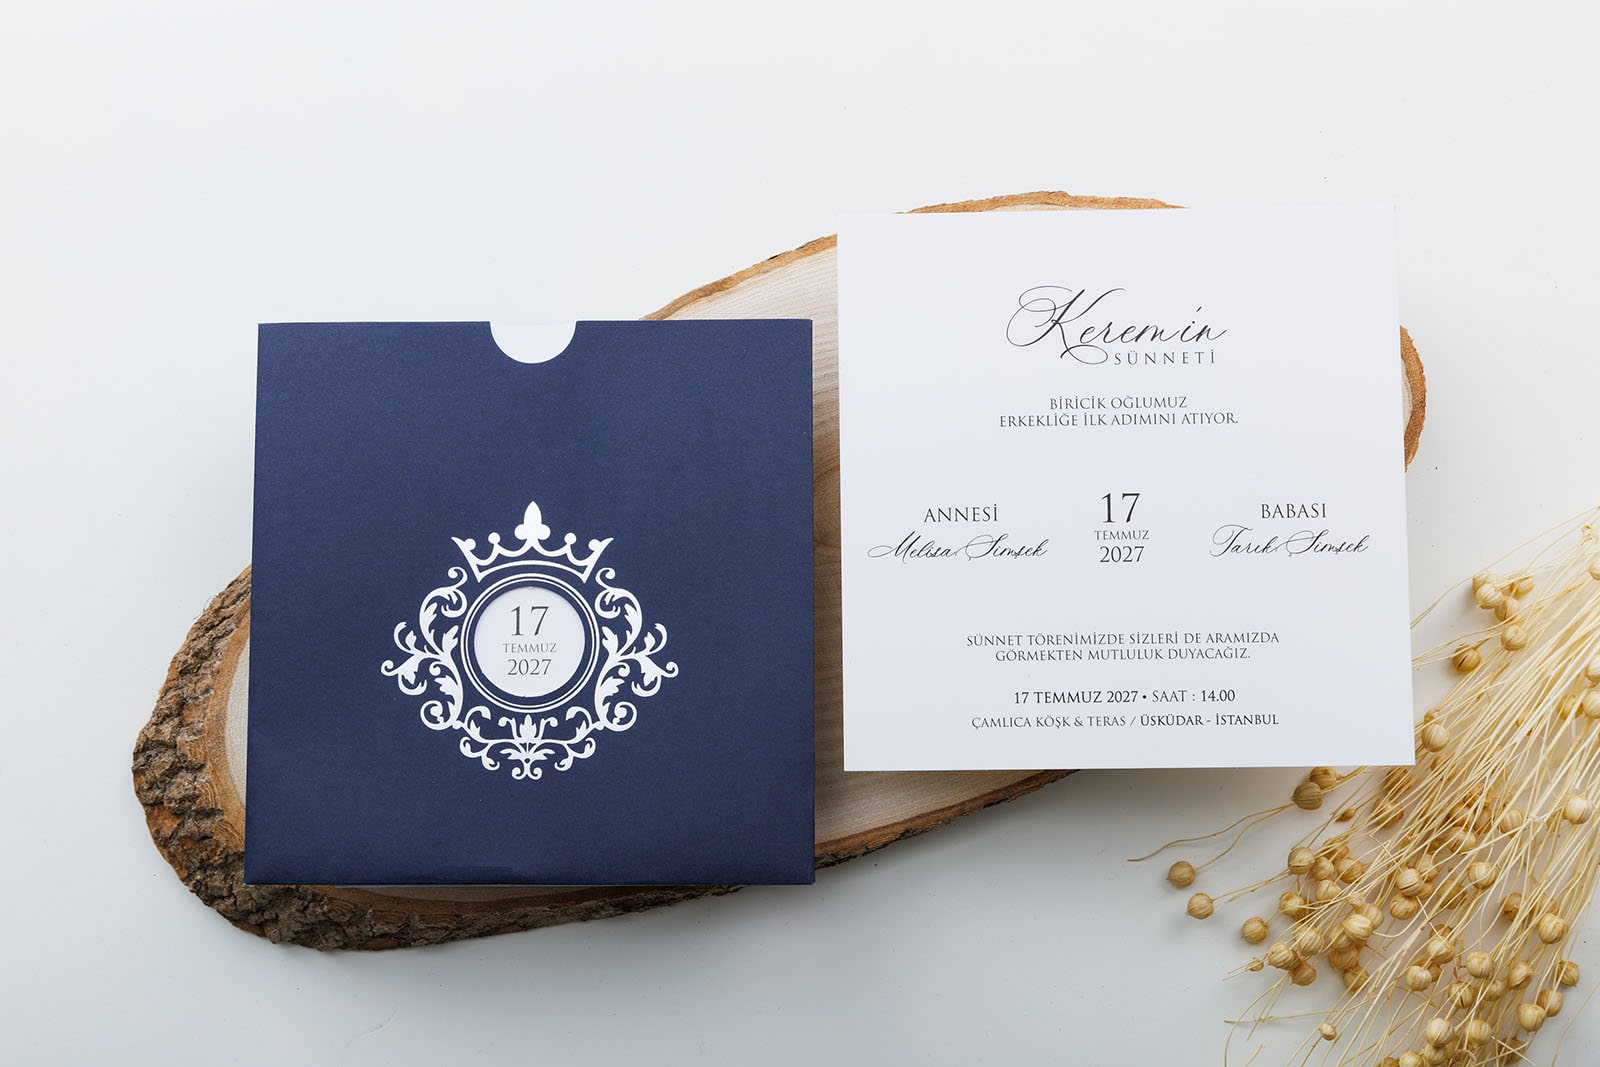 17
TEMMUZ
2027
Kerem'in
SÜNNETİ
BİRİCİK OĞLUMUZ
ERKEKLİĞE İLK ADIMINI ATIYOR.
ANNESİ
Melisa Şimşek
17
TEMMUZ
2027
BABASI
Tarık Şimşek
SÜNNET TÖRENİMİZDE SİZLERİ DE ARAMIZDA
GÖRMEKTEN MUTLULUK DUYACAĞIZ.
17 TEMMUZ 2027 • SAAT : 14.00
ÇAMLICA KÖŞK & TERAS / ÜSKÜDAR - İSTANBUL